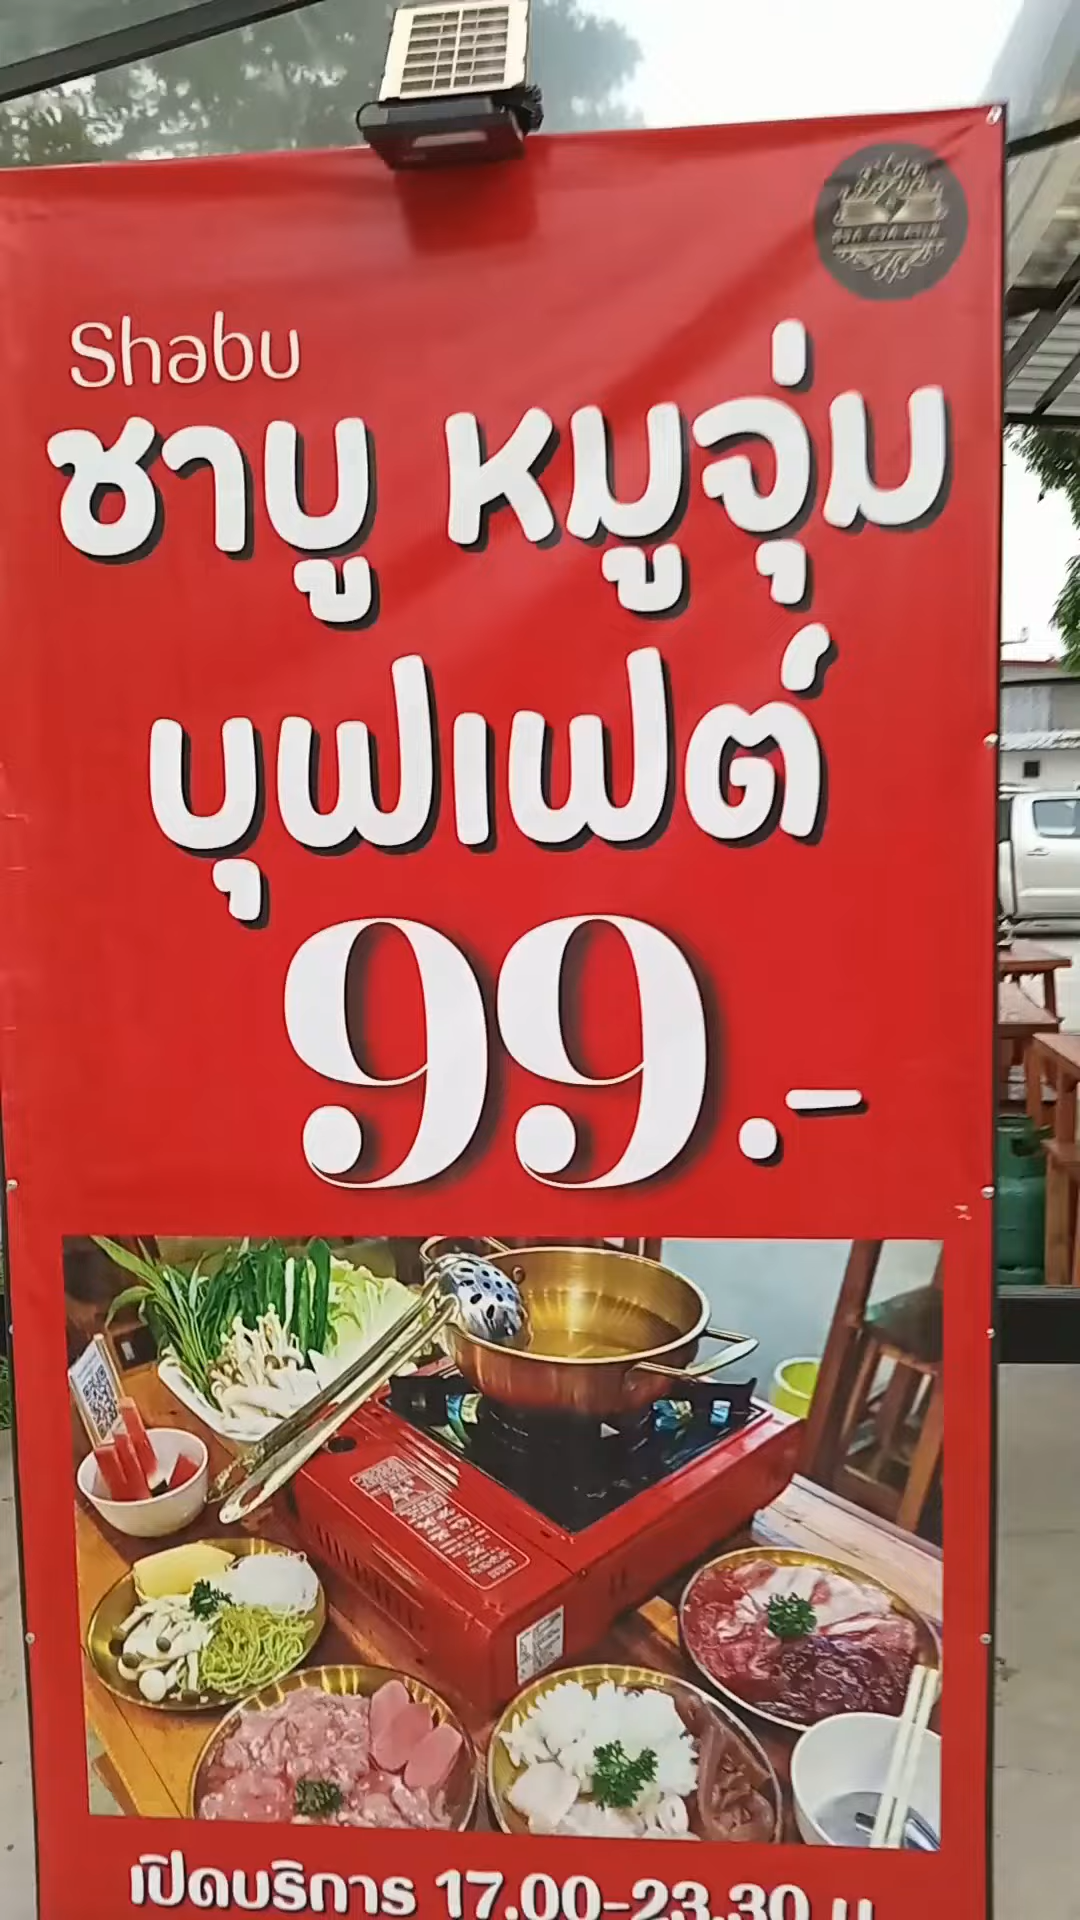 Shabu
ชาบู หมูจุ่ม
บุฟเฟต์
99.-
เปิดบริการ 17.00-23.30 น